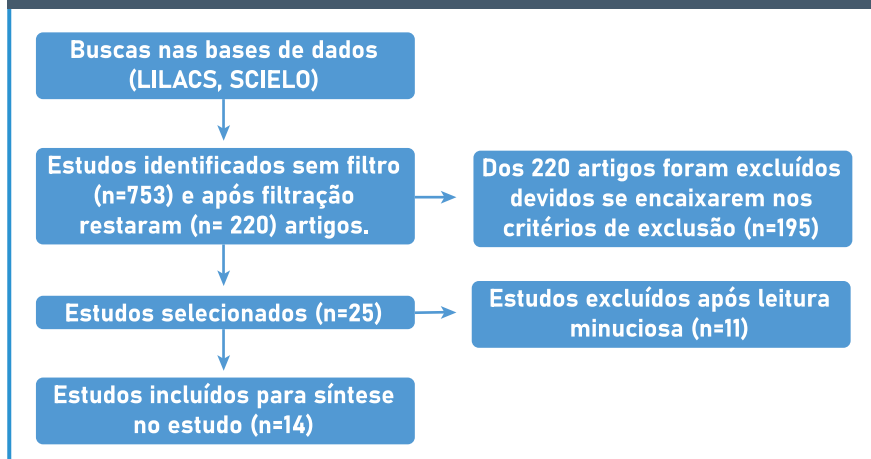 Buscas nas bases de dados
(LILACS, SCIELO)
Estudos identificados sem filtro
(n=753) e após filtração
restaram (n= 220) artigos.
Dos 220 artigos foram excluídos
devidos se encaixarem nos
critérios de exclusão (n=195)
Estudos selecionados (n=25)
Estudos excluídos após leitura
minuciosa (n=11)
Estudos incluídos para síntese
no estudo (n=14)